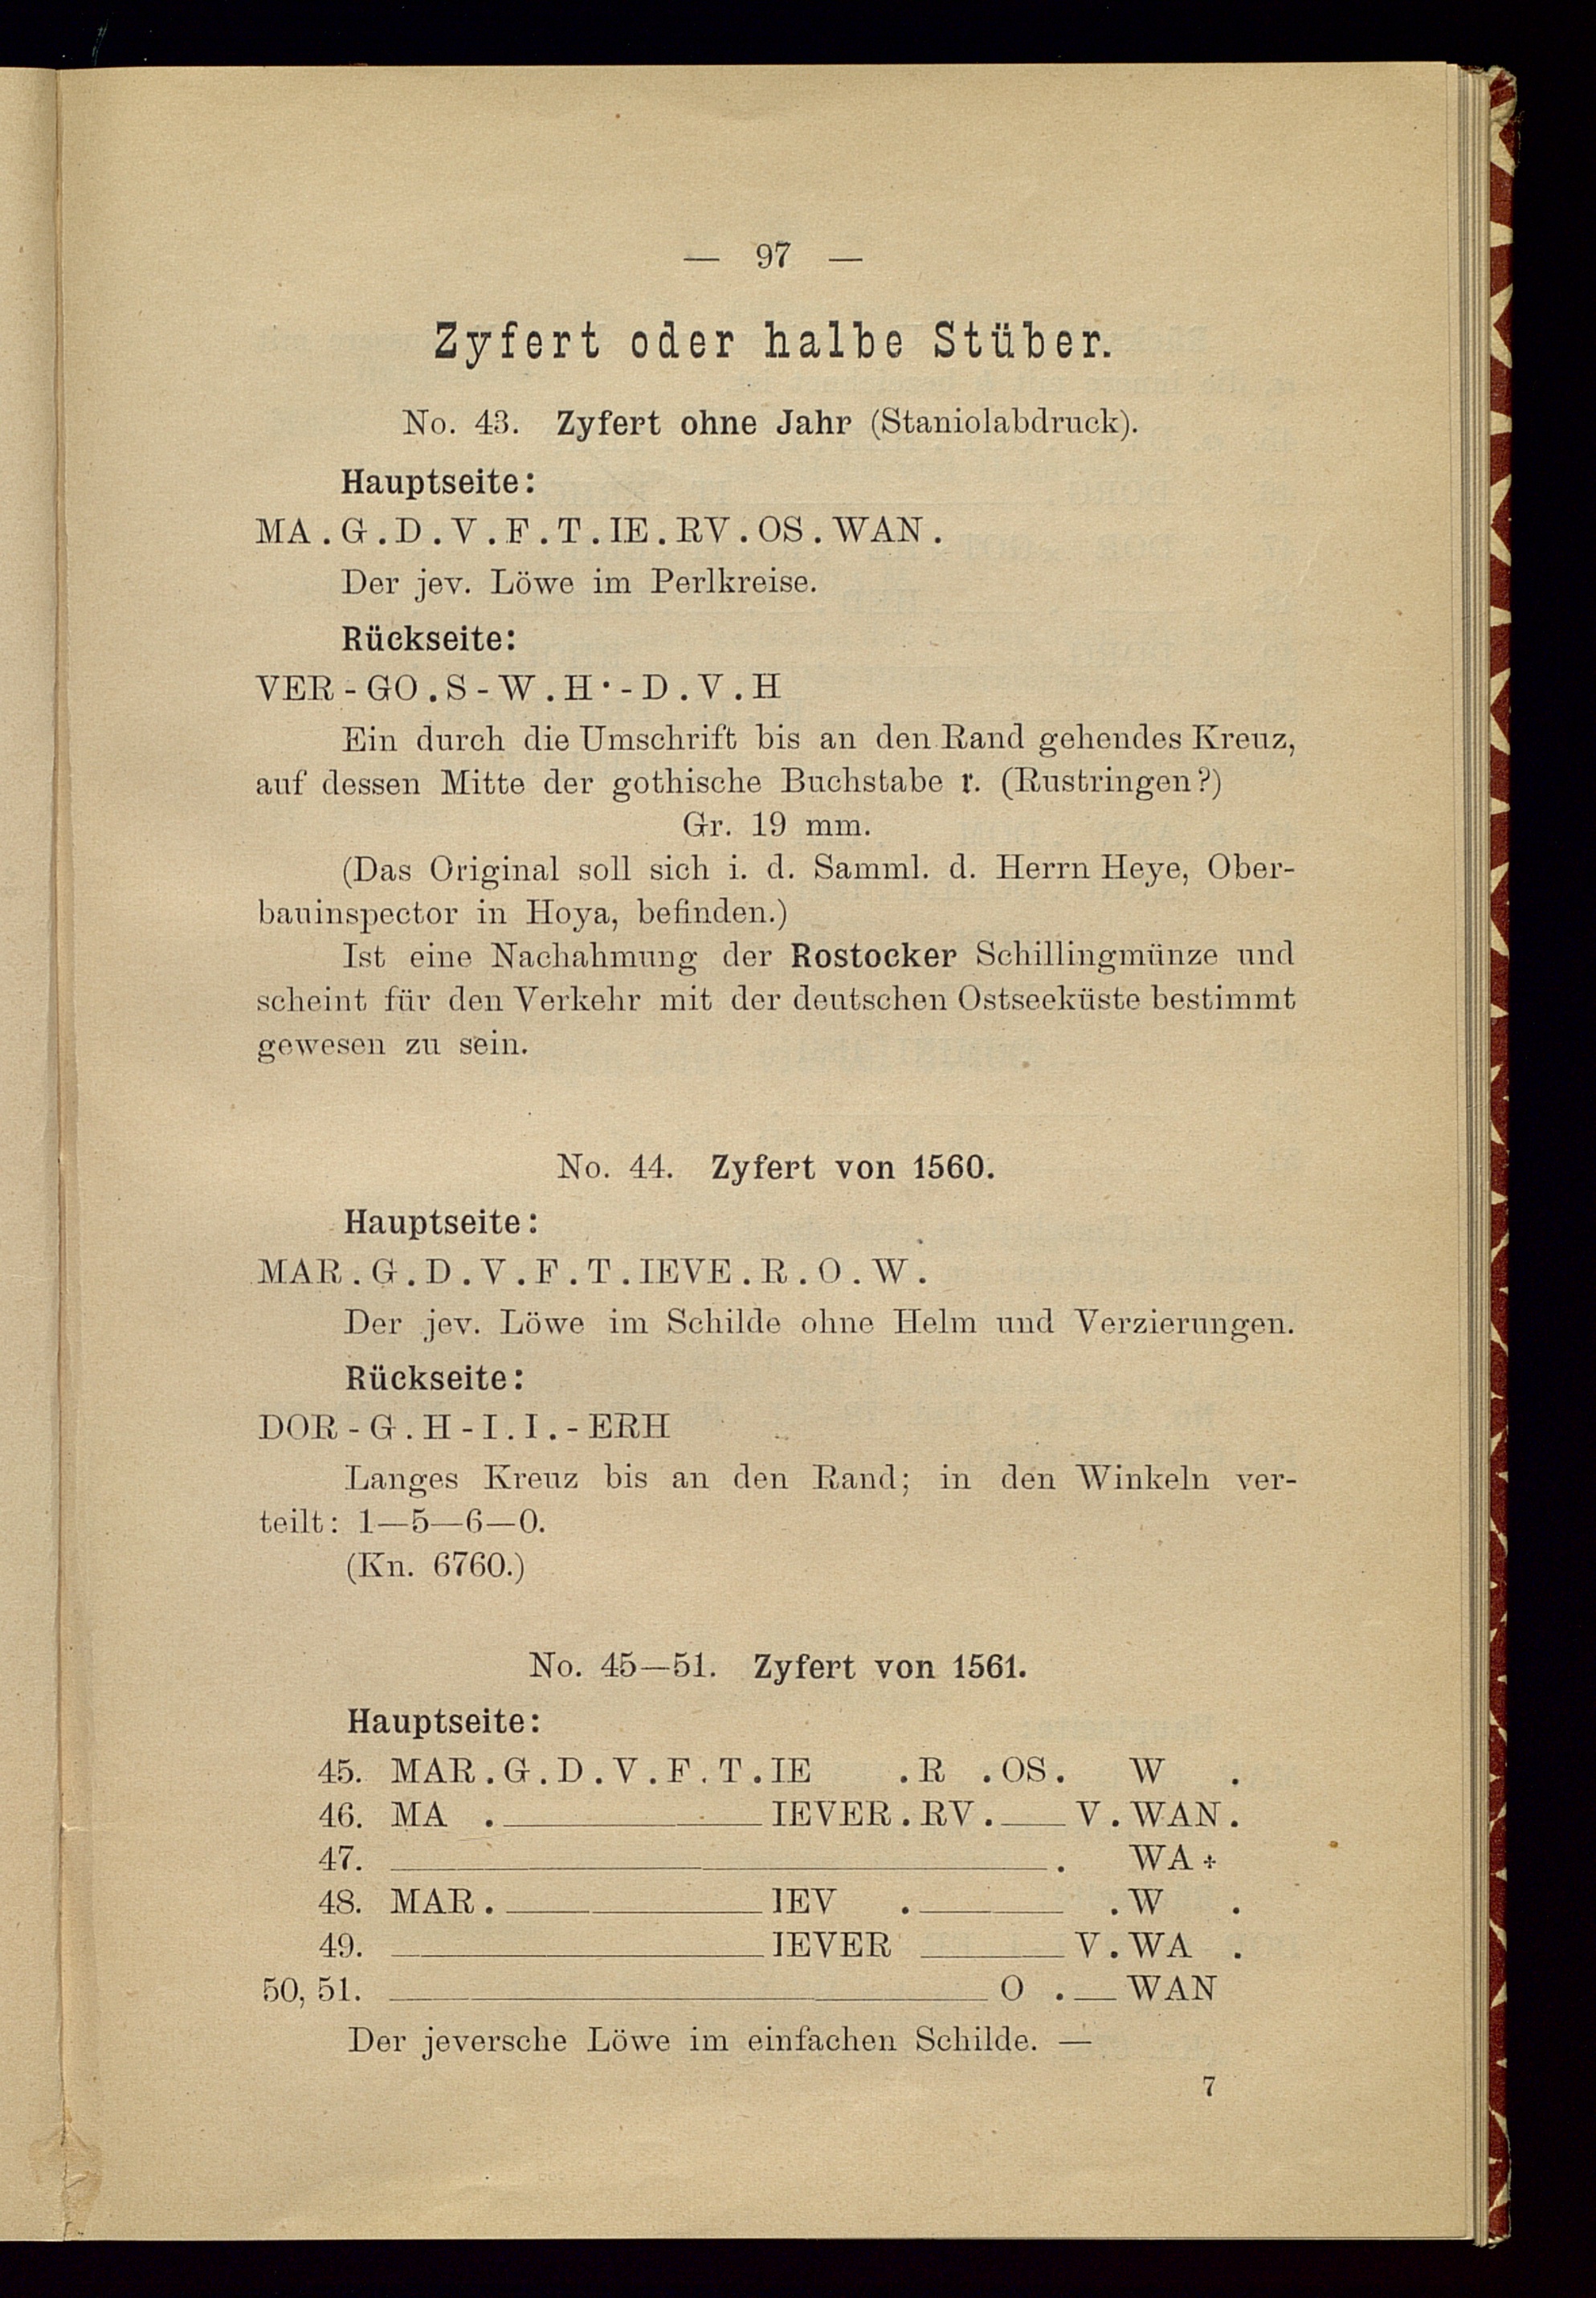 — 97 —
Zyfert oder halbe Stüber.
No. 43. Zyfert ohne Jahr (Staniolabdruck).
Hauptseite:
MA . G . D . V . F . T . IE . RV . OS . WAN .
Der jev. Löwe im Perlkreise.
Rückseite:
VER - GO . S - W . H · - D . V . H
Ein durch die Umschrift bis an den Rand gehendes Kreuz,
auf dessen Mitte der gothische Buchstabe r. (Rustringen?)
Gr. 19 mm.
(Das Original soll sich i. d. Samml. d. Herrn Heye, Ober-
bauinspector in Hoya, befinden.)
Ist eine Nachahmung der Rostocker Schillingmünze und
scheint für den Verkehr mit der deutschen Ostseeküste bestimmt
gewesen zu sein.
No. 44. Zyfert von 1560.
Hauptseite:
MAR . G . D . V . F . T . IEVE . R . O . W .
Der jev. Löwe im Schilde ohne Helm und Verzierungen.
Rückseite:
DOR - G . H - I . I . - ERH
Langes Kreuz bis an den Rand; in den Winkeln ver-
teilt: 1—5—6—0.
(Kn. 6760.)
No. 45—51. Zyfert von 1561.
Hauptseite:
45. MAR . G . D . V . F . T . IE . R . OS . W .
46. MA . ——— IEVER . RV . — V . WAN .
47. ——— . WA ✢
48. MAR . ——— IEV . ——— . W .
49. ——— IEVER ——— V . WA .
50, 51. ——— O . — WAN
Der jeversche Löwe im einfachen Schilde. —
7